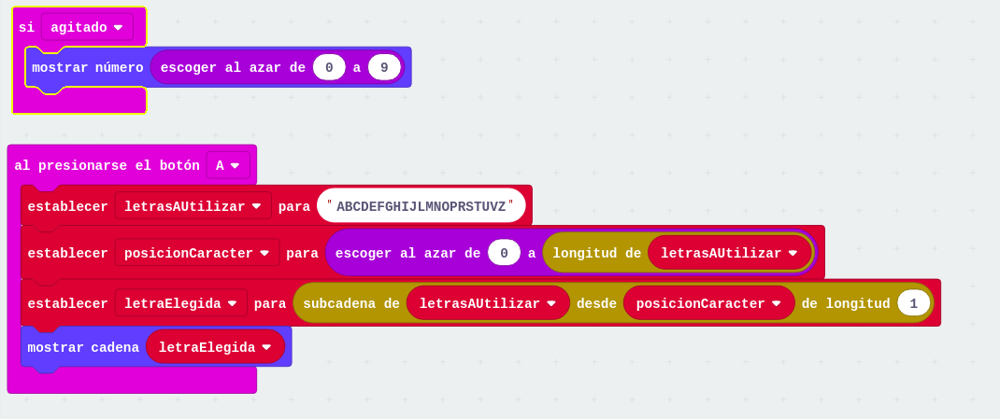 si agitado
mostrar número escoger al azar de 0 a 9
al presionarse el botón A
establecer letrasAUtilizar para "ABCDEFGHIJLMNOPRSTUVZ"
establecer posicionCaracter para escoger al azar de 0 a longitud de letrasAUtilizar
establecer letraElegida para subcadena de letrasAUtilizar desde posicionCaracter de longitud 1
mostrar cadena letraElegida